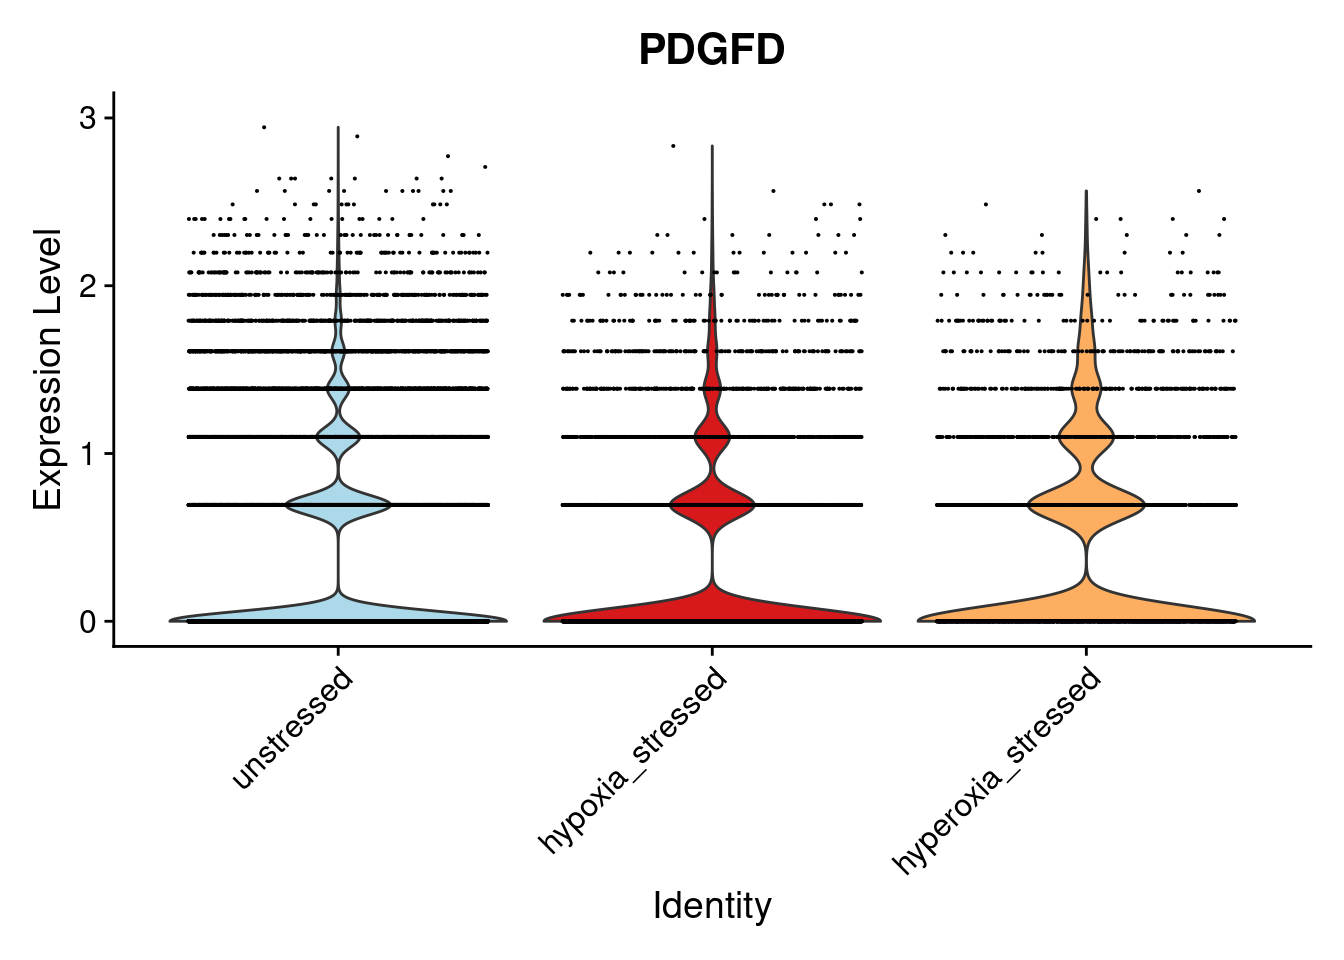 PDGFD
Expression Level
3
2
1
0
unstressed
hypoxia_stressed
hyperoxia_stressed
Identity